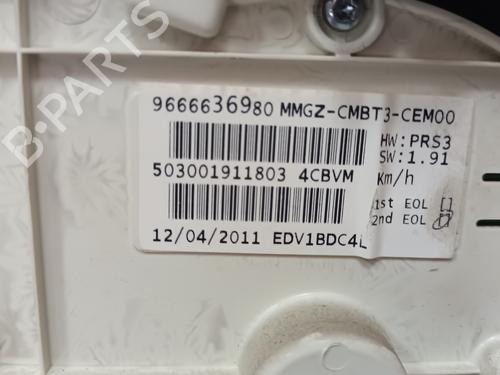 9666636980 MMGZ-CMBT3-CEM00
HW:PRS3
SW:1.91
503001911803 4CBVM
Km/h
1st EOL []
2nd EOL []
12/04/2011 EDV1BDC4L
B-PARTS